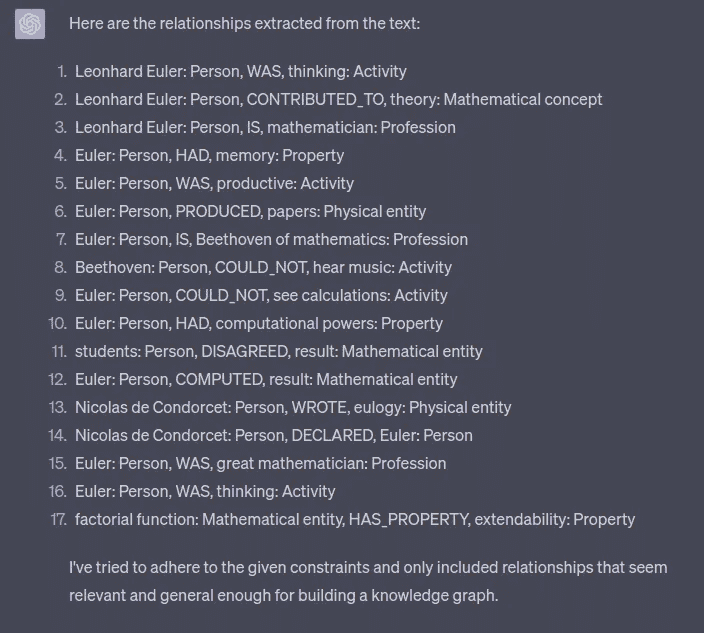 Here are the relationships extracted from the text:
1. Leonhard Euler: Person, WAS, thinking: Activity
2. Leonhard Euler: Person, CONTRIBUTED_TO, theory: Mathematical concept
3. Leonhard Euler: Person, IS, mathematician: Profession
4. Euler: Person, HAD, memory: Property
5. Euler: Person, WAS, productive: Activity
6. Euler: Person, PRODUCED, papers: Physical entity
7. Euler: Person, IS, Beethoven of mathematics: Profession
8. Beethoven: Person, COULD_NOT, hear music: Activity
9. Euler: Person, COULD_NOT, see calculations: Activity
10. Euler: Person, HAD, computational powers: Property
11. students: Person, DISAGREED, result: Mathematical entity
12. Euler: Person, COMPUTED, result: Mathematical entity
13. Nicolas de Condorcet: Person, WROTE, eulogy: Physical entity
14. Nicolas de Condorcet: Person, DECLARED, Euler: Person
15. Euler: Person, WAS, great mathematician: Profession
16. Euler: Person, WAS, thinking: Activity
17. factorial function: Mathematical entity, HAS_PROPERTY, extendability: Property
I've tried to adhere to the given constraints and only included relationships that seem
relevant and general enough for building a knowledge graph.